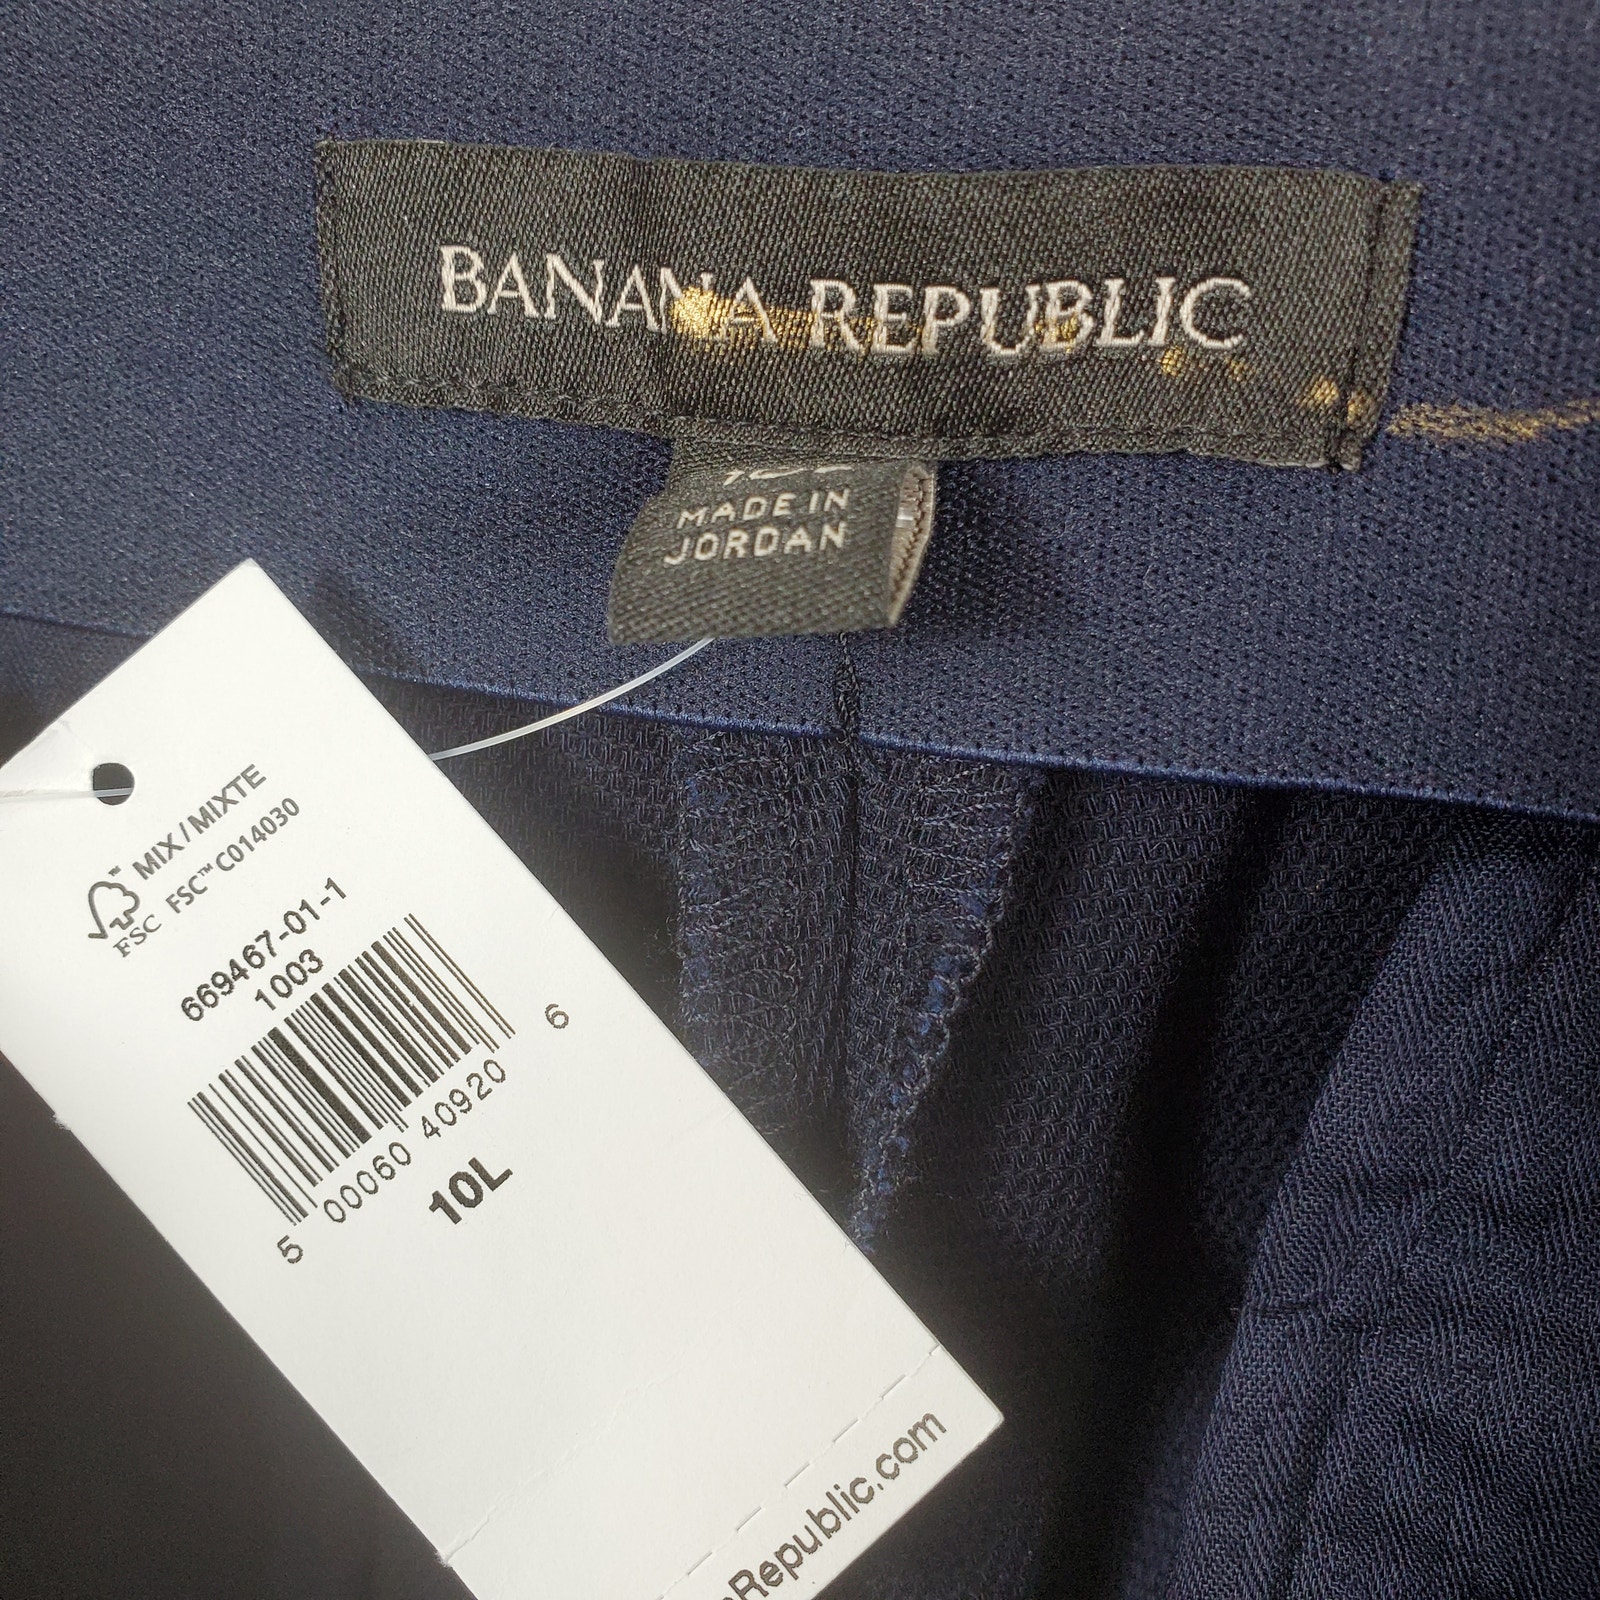 BANANA REPUBLIC
MADE IN
JORDAN
MIX / MIXTE
FSC™ C014030
FSC
669467-01-1
1003
5 00060 40920 6
10L
Republic.com